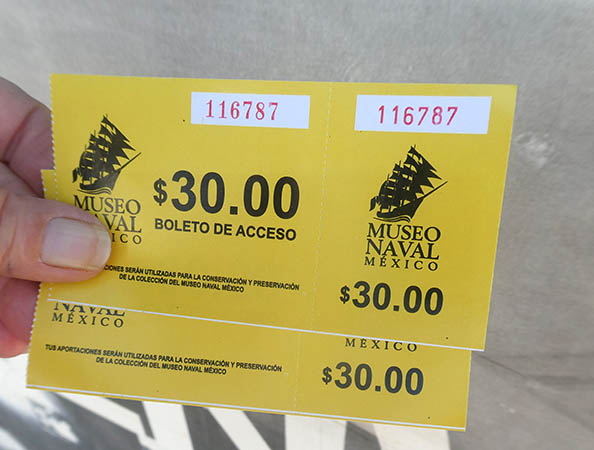 116787
MUSEO
NAVAL
MÉXICO
$30.00
BOLETO DE ACCESO
APORTACIONES SERÁN UTILIZADAS PARA LA CONSERVACIÓN Y PRESERVACIÓN
DE LA COLECCIÓN DEL MUSEO NAVAL MÉXICO
116787
MUSEO
NAVAL
MÉXICO
$30.00
NAVAL
MÉXICO
TUS APORTACIONES SERÁN UTILIZADAS PARA LA CONSERVACIÓN Y PRESERVACIÓN
DE LA COLECCIÓN DEL MUSEO NAVAL MÉXICO
MÉXICO
$30.00